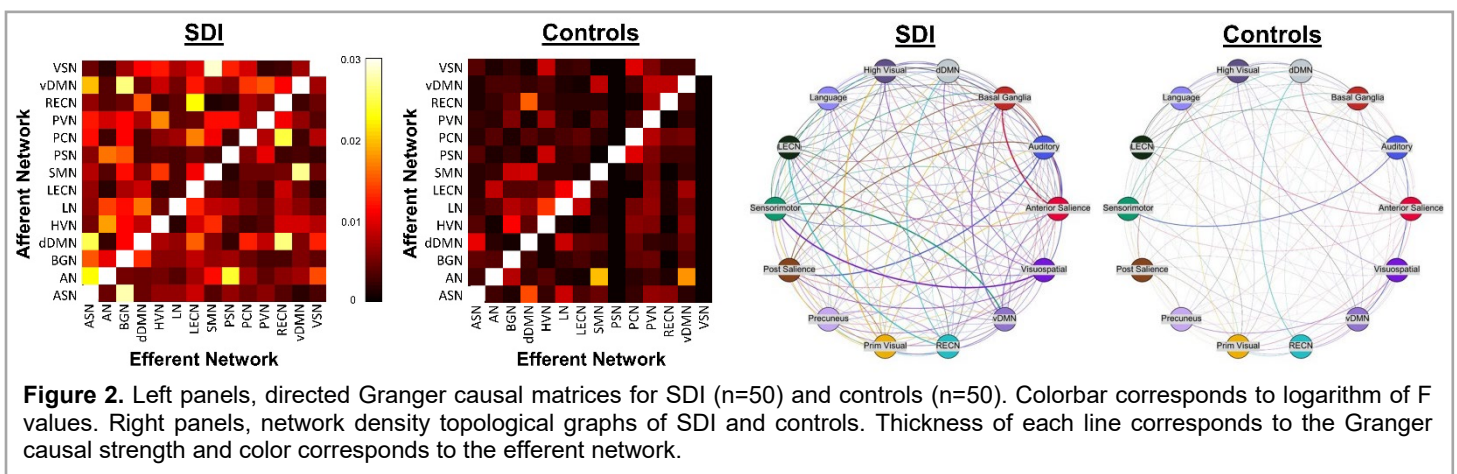 SDI
Controls
SDI
Controls
Afferent Network
VSN
vDMN
RECN
PVN
PCN
PSN
SMN
LECN
LN
HVN
dDMN
BGN
AN
ASN
ASN
AN
BGN
dDMN
HVN
LN
LECN
SMN
PSN
PCN
PVN
RECN
vDMN
VSN
Efferent Network
0.03
0.02
0.01
0
Afferent Network
VSN
vDMN
RECN
PVN
PCN
PSN
SMN
LECN
LN
HVN
dDMN
BGN
AN
ASN
ASN
AN
BGN
dDMN
HVN
LN
LECN
SMN
PSN
PCN
PVN
RECN
vDMN
VSN
Efferent Network
High Visual
dDMN
Language
Basal Ganglia
LECN
Auditory
Sensorimotor
Anterior Salience
Post Salience
Visuospatial
Precuneus
vDMN
Prim Visual
RECN
High Visual
dDMN
Language
Basal Ganglia
LECN
Auditory
Sensorimotor
Anterior Salience
Post Salience
Visuospatial
Precuneus
vDMN
Prim Visual
RECN
Figure 2. Left panels, directed Granger causal matrices for SDI (n=50) and controls (n=50). Colorbar corresponds to logarithm of F
values. Right panels, network density topological graphs of SDI and controls. Thickness of each line corresponds to the Granger
causal strength and color corresponds to the efferent network.